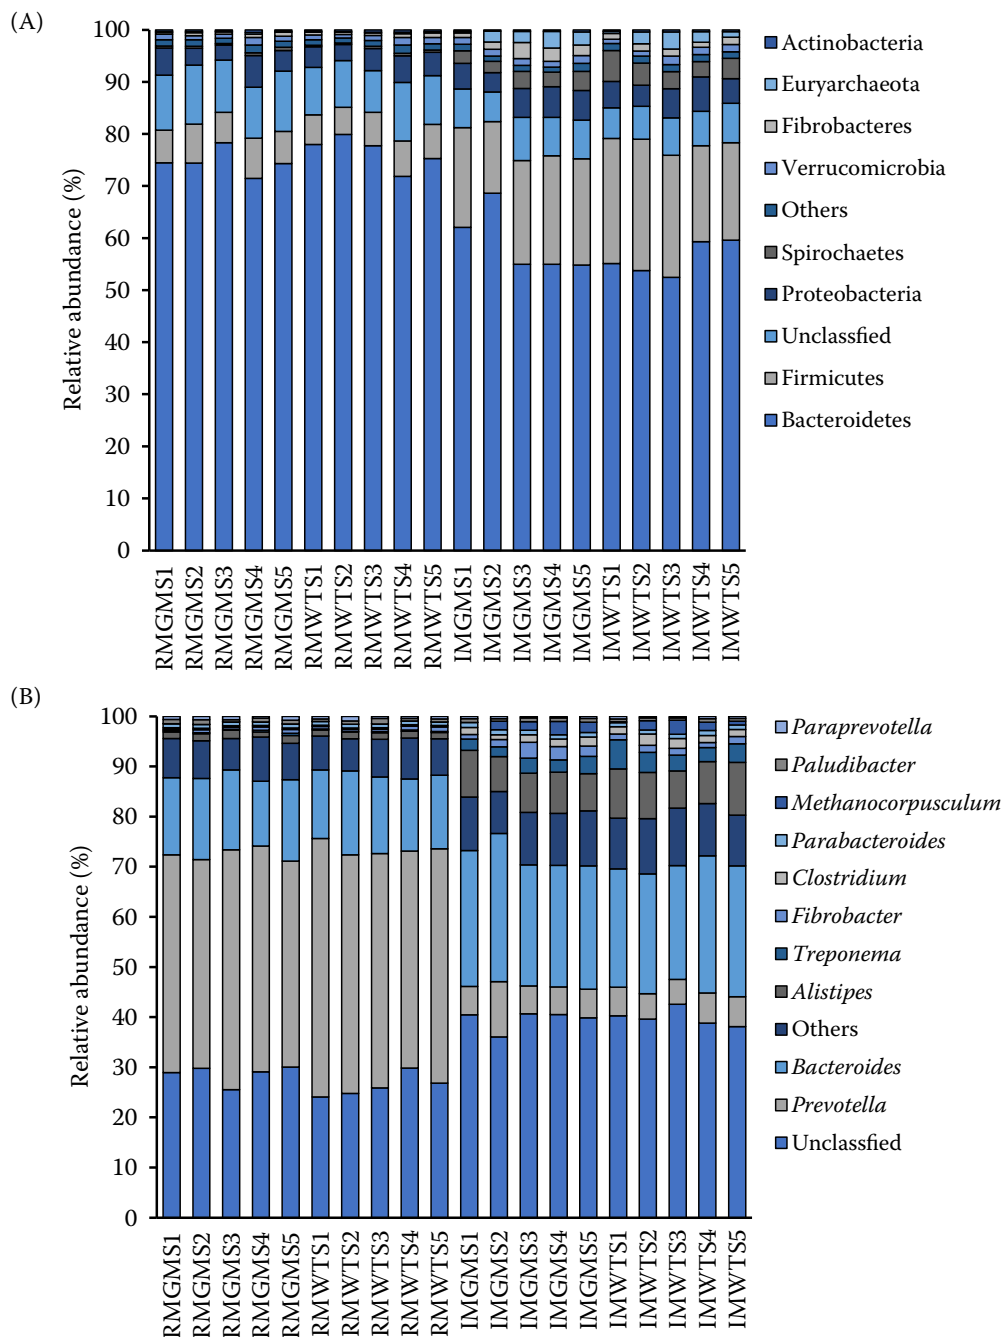 (A)
Relative abundance (%)
100
90
80
70
60
50
40
30
20
10
0
RMGMS1
RMGMS2
RMGMS3
RMGMS4
RMGMS5
RMWTS1
RMWTS2
RMWTS3
RMWTS4
RMWTS5
IMGMS1
IMGMS2
IMGMS3
IMGMS4
IMGMS5
IMWTS1
IMWTS2
IMWTS3
IMWTS4
IMWTS5
Actinobacteria
Euryarchaeota
Fibrobacteres
Verrucomicrobia
Others
Spirochaetes
Proteobacteria
Unclassfied
Firmicutes
Bacteroidetes
(B)
Relative abundance (%)
100
90
80
70
60
50
40
30
20
10
0
RMGMS1
RMGMS2
RMGMS3
RMGMS4
RMGMS5
RMWTS1
RMWTS2
RMWTS3
RMWTS4
RMWTS5
IMGMS1
IMGMS2
IMGMS3
IMGMS4
IMGMS5
IMWTS1
IMWTS2
IMWTS3
IMWTS4
IMWTS5
Paraprevotella
Paludibacter
Methanocorpusculum
Parabacteroides
Clostridium
Fibrobacter
Treponema
Alistipes
Others
Bacteroides
Prevotella
Unclassfied